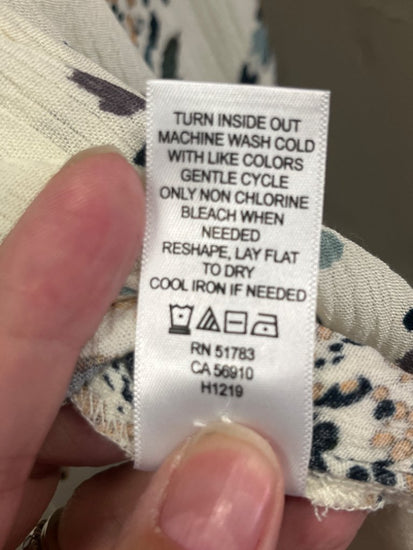 TURN INSIDE OUT
MACHINE WASH COLD
WITH LIKE COLORS
GENTLE CYCLE
ONLY NON CHLORINE
BLEACH WHEN
NEEDED
RESHAPE, LAY FLAT
TO DRY
COOL IRON IF NEEDED
RN 51783
CA 56910
H1219